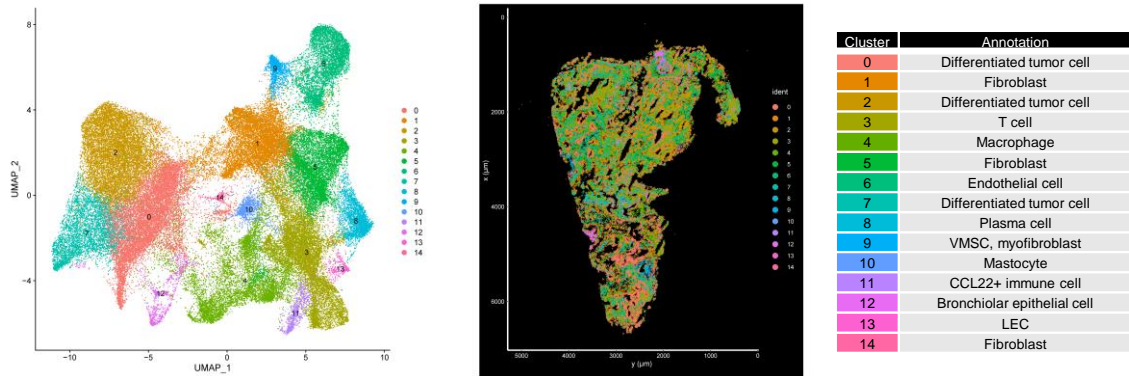 8
4
0
−4
−10
−5
0
5
10
UMAP_2
UMAP_1
0
1
2
3
7
8
9
10
11
12
13
14
0
1
2
3
4
5
6
7
8
9
10
11
12
13
14
0
2000
4000
6000
x (μm)
5000
4000
3000
2000
1000
0
y (μm)
ident
0
1
2
3
4
5
6
7
8
9
10
11
12
13
14
Cluster Annotation
0 Differentiated tumor cell
1 Fibroblast
2 Differentiated tumor cell
3 T cell
4 Macrophage
5 Fibroblast
6 Endothelial cell
7 Differentiated tumor cell
8 Plasma cell
9 VMSC, myofibroblast
10 Mastocyte
11 CCL22+ immune cell
12 Bronchiolar epithelial cell
13 LEC
14 Fibroblast